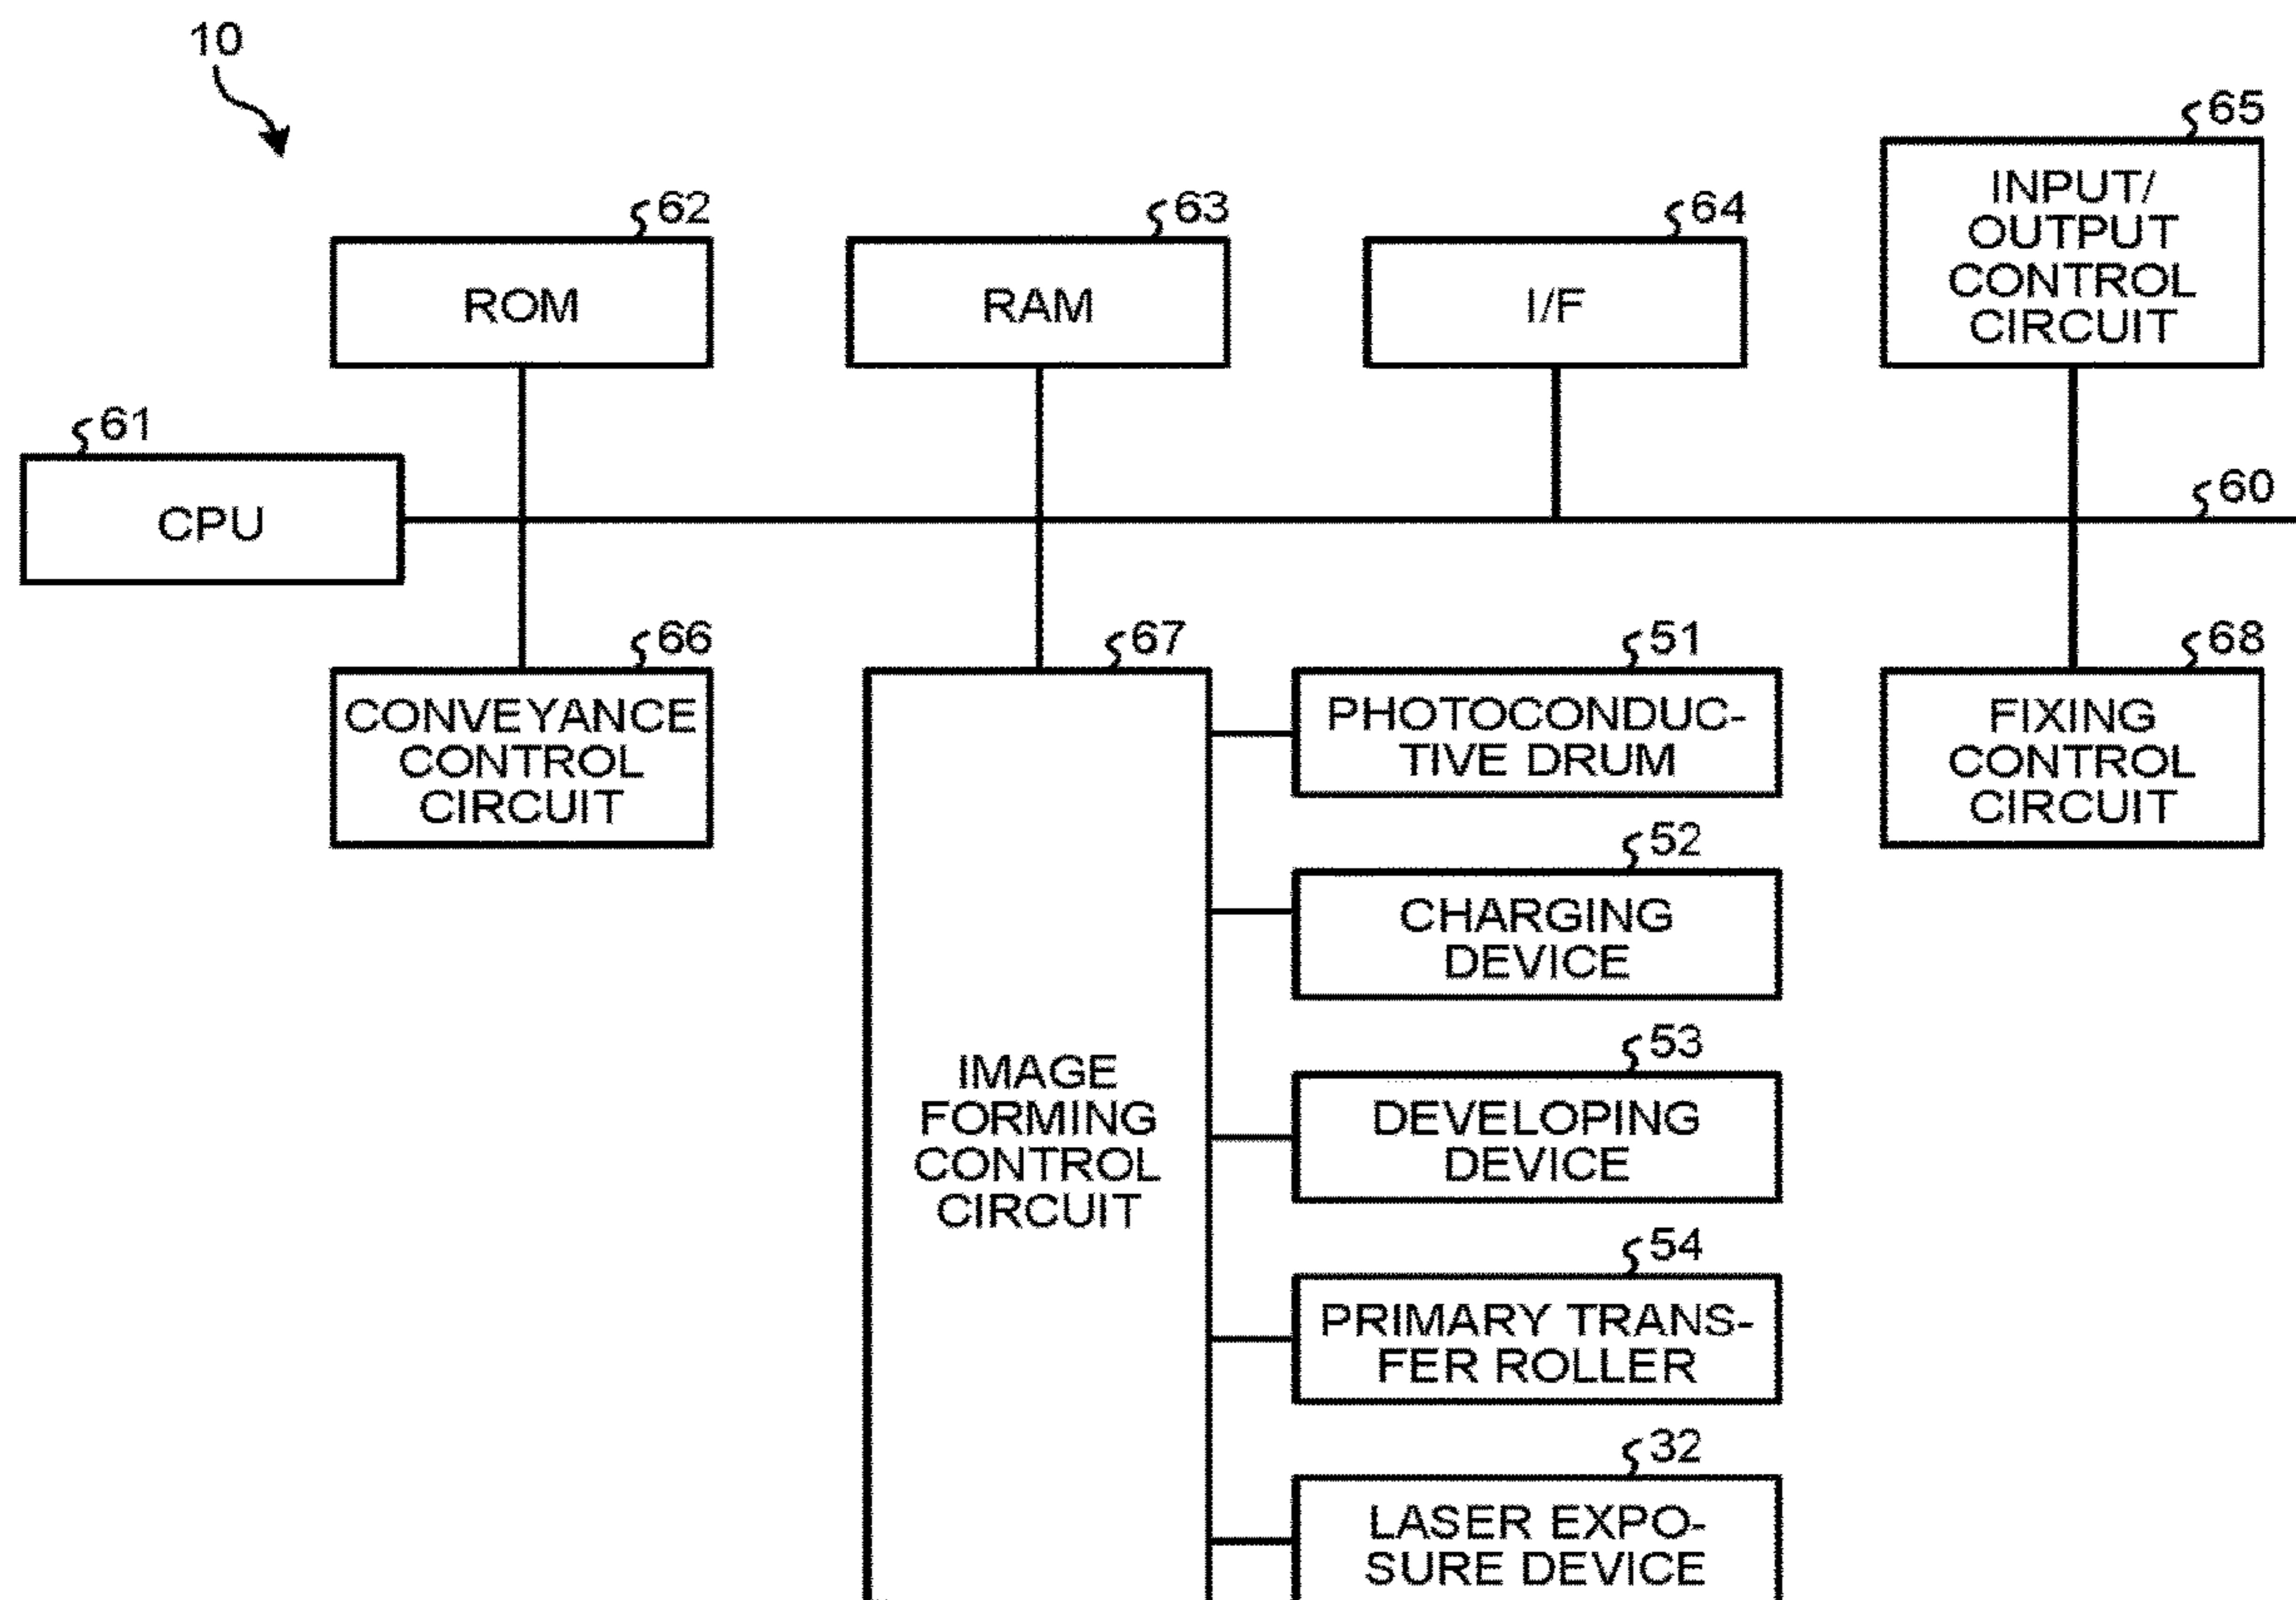 10
65
INPUT/
OUTPUT
CONTROL
CIRCUIT
62
ROM
63
RAM
64
I/F
61
CPU
60
66
CONVEYANCE
CONTROL
CIRCUIT
67
IMAGE
FORMING
CONTROL
CIRCUIT
51
PHOTOCONDUC-
TIVE DRUM
68
FIXING
CONTROL
CIRCUIT
52
CHARGING
DEVICE
53
DEVELOPING
DEVICE
54
PRIMARY TRANS-
FER ROLLER
32
LASER EXPO-
SURE DEVICE